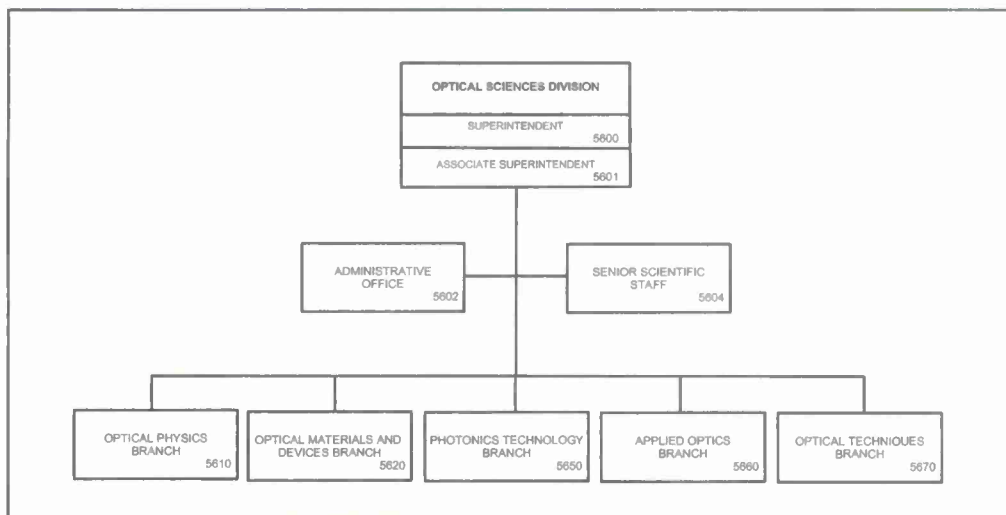 OPTICAL SCIENCES DIVISION
SUPERINTENDENT
5600
ASSOCIATE SUPERINTENDENT
5601
ADMINISTRATIVE
OFFICE
5602
SENIOR SCIENTIFIC
STAFF
5604
OPTICAL PHYSICS
BRANCH
5610
OPTICAL MATERIALS AND
DEVICES BRANCH
5620
PHOTONICS TECHNOLOGY
BRANCH
5650
APPLIED OPTICS
BRANCH
5660
OPTICAL TECHNIQUES
BRANCH
5670